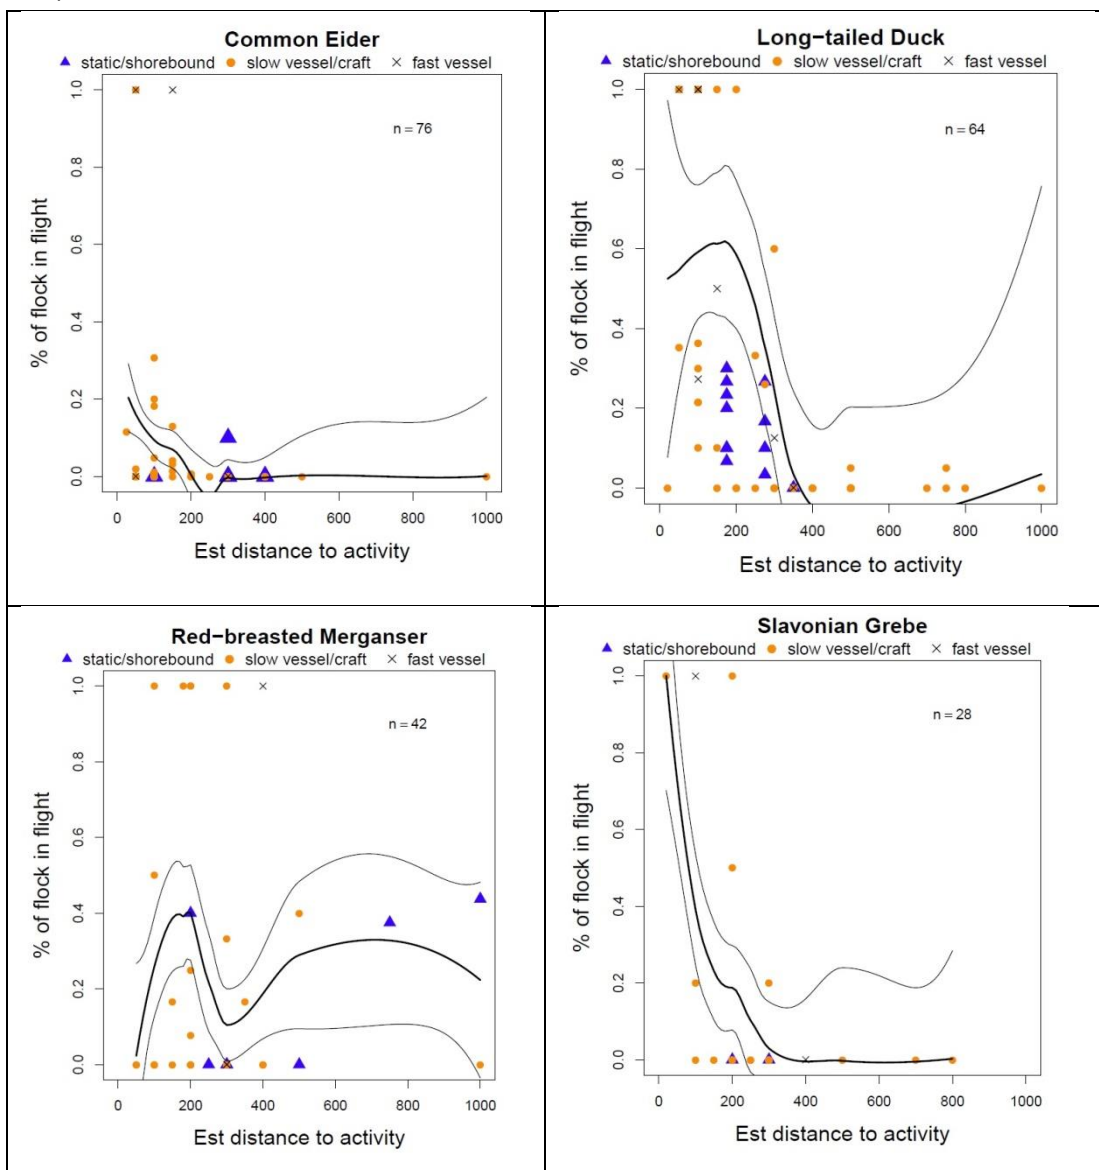 Common Eider
static/shorebound slow vessel/craft × fast vessel
n = 76
% of flock in flight
1.0
0.8
0.6
0.4
0.2
0.0
0 200 400 600 800 1000
Est distance to activity
Long−tailed Duck
static/shorebound slow vessel/craft × fast vessel
n = 64
% of flock in flight
1.0
0.8
0.6
0.4
0.2
0.0
0 200 400 600 800 1000
Est distance to activity
Red−breasted Merganser
static/shorebound slow vessel/craft × fast vessel
n = 42
% of flock in flight
1.0
0.8
0.6
0.4
0.2
0.0
0 200 400 600 800 1000
Est distance to activity
Slavonian Grebe
static/shorebound slow vessel/craft × fast vessel
n = 28
% of flock in flight
1.0
0.8
0.6
0.4
0.2
0.0
0 200 400 600 800 1000
Est distance to activity